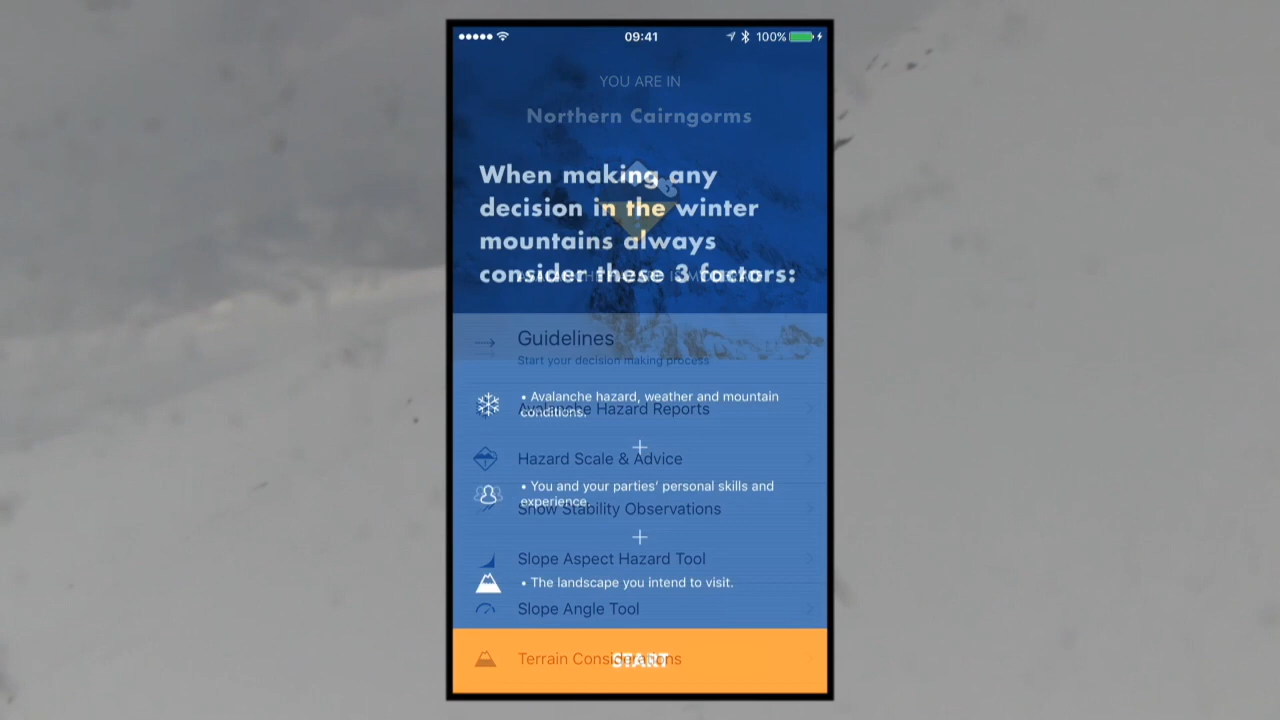 09:41
100%
YOU ARE IN
Northern Cairngorms
When making any
decision in the winter
mountains always
consider these 3 factors:
Guidelines
Start your decision making process
• Avalanche hazard, weather and mountain
conditions.
Avalanche Hazard Reports
Hazard Scale & Advice
• You and your parties' personal skills and
experience.
Snow Stability Observations
Slope Aspect Hazard Tool
• The landscape you intend to visit.
Slope Angle Tool
Terrain Considerations
START